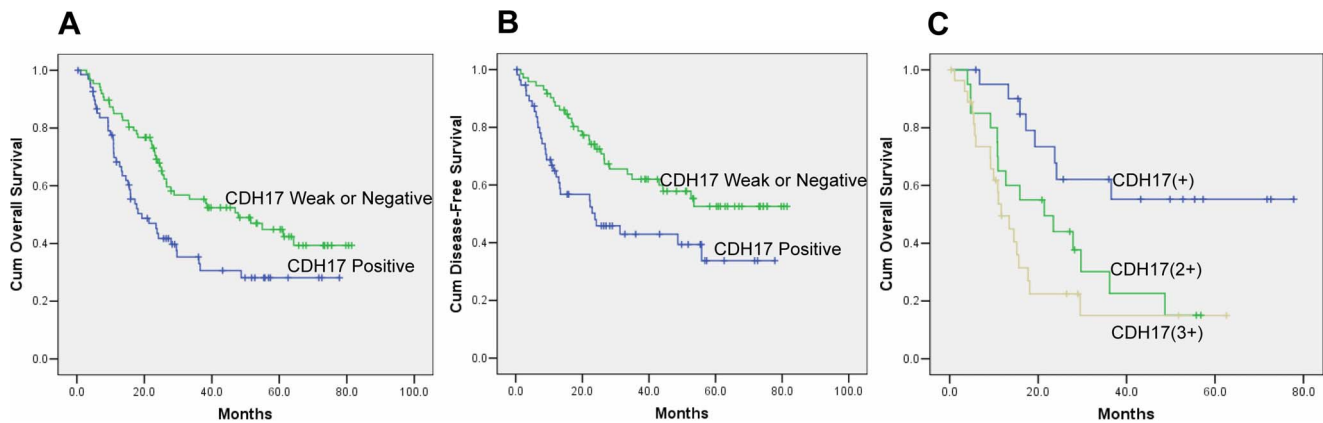 A
Cum Overall Survival
1.0
0.8
0.6
0.4
0.2
0.0
CDH17 Weak or Negative
CDH17 Positive
0.0 20.0 40.0 60.0 80.0 100.0
Months
B
Cum Disease-Free Survival
1.0
0.8
0.6
0.4
0.2
0.0
CDH17 Weak or Negative
CDH17 Positive
0.0 20.0 40.0 60.0 80.0 100.0
Months
C
Cum Overall Survival
1.0
0.8
0.6
0.4
0.2
0.0
CDH17(+)
CDH17(2+)
CDH17(3+)
0.0 20.0 40.0 60.0 80.0
Months